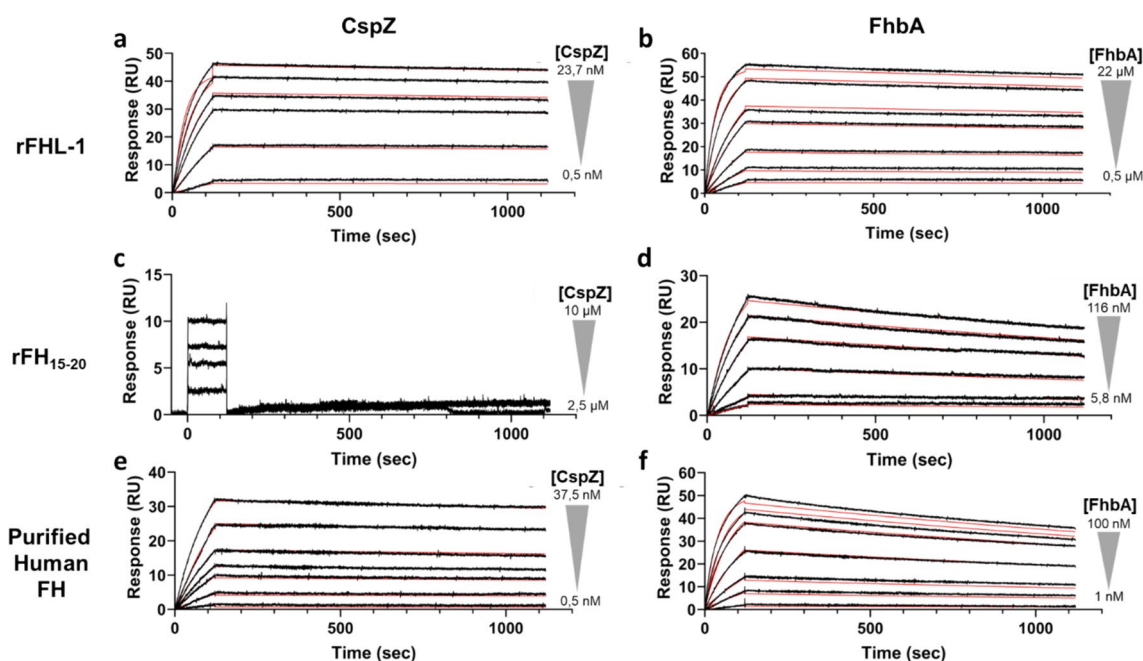 CspZ
FhbA
a
[CspZ]
23,7 nM
0,5 nM
rFHL-1
Response (RU)
50
40
30
20
10
0
0
500
1000
Time (sec)
b
[FhbA]
22 µM
0,5 µM
Response (RU)
60
50
40
30
20
10
0
0
500
1000
Time (sec)
c
[CspZ]
10 µM
2,5 µM
rFH15-20
Response (RU)
15
10
5
0
0
500
1000
Time (sec)
d
[FhbA]
116 nM
5,8 nM
Response (RU)
30
20
10
0
0
500
1000
Time (sec)
e
[CspZ]
37,5 nM
0,5 nM
Purified
Human
FH
Response (RU)
40
30
20
10
0
0
500
1000
Time (sec)
f
[FhbA]
100 nM
1 nM
Response (RU)
60
50
40
30
20
10
0
0
500
1000
Time (sec)